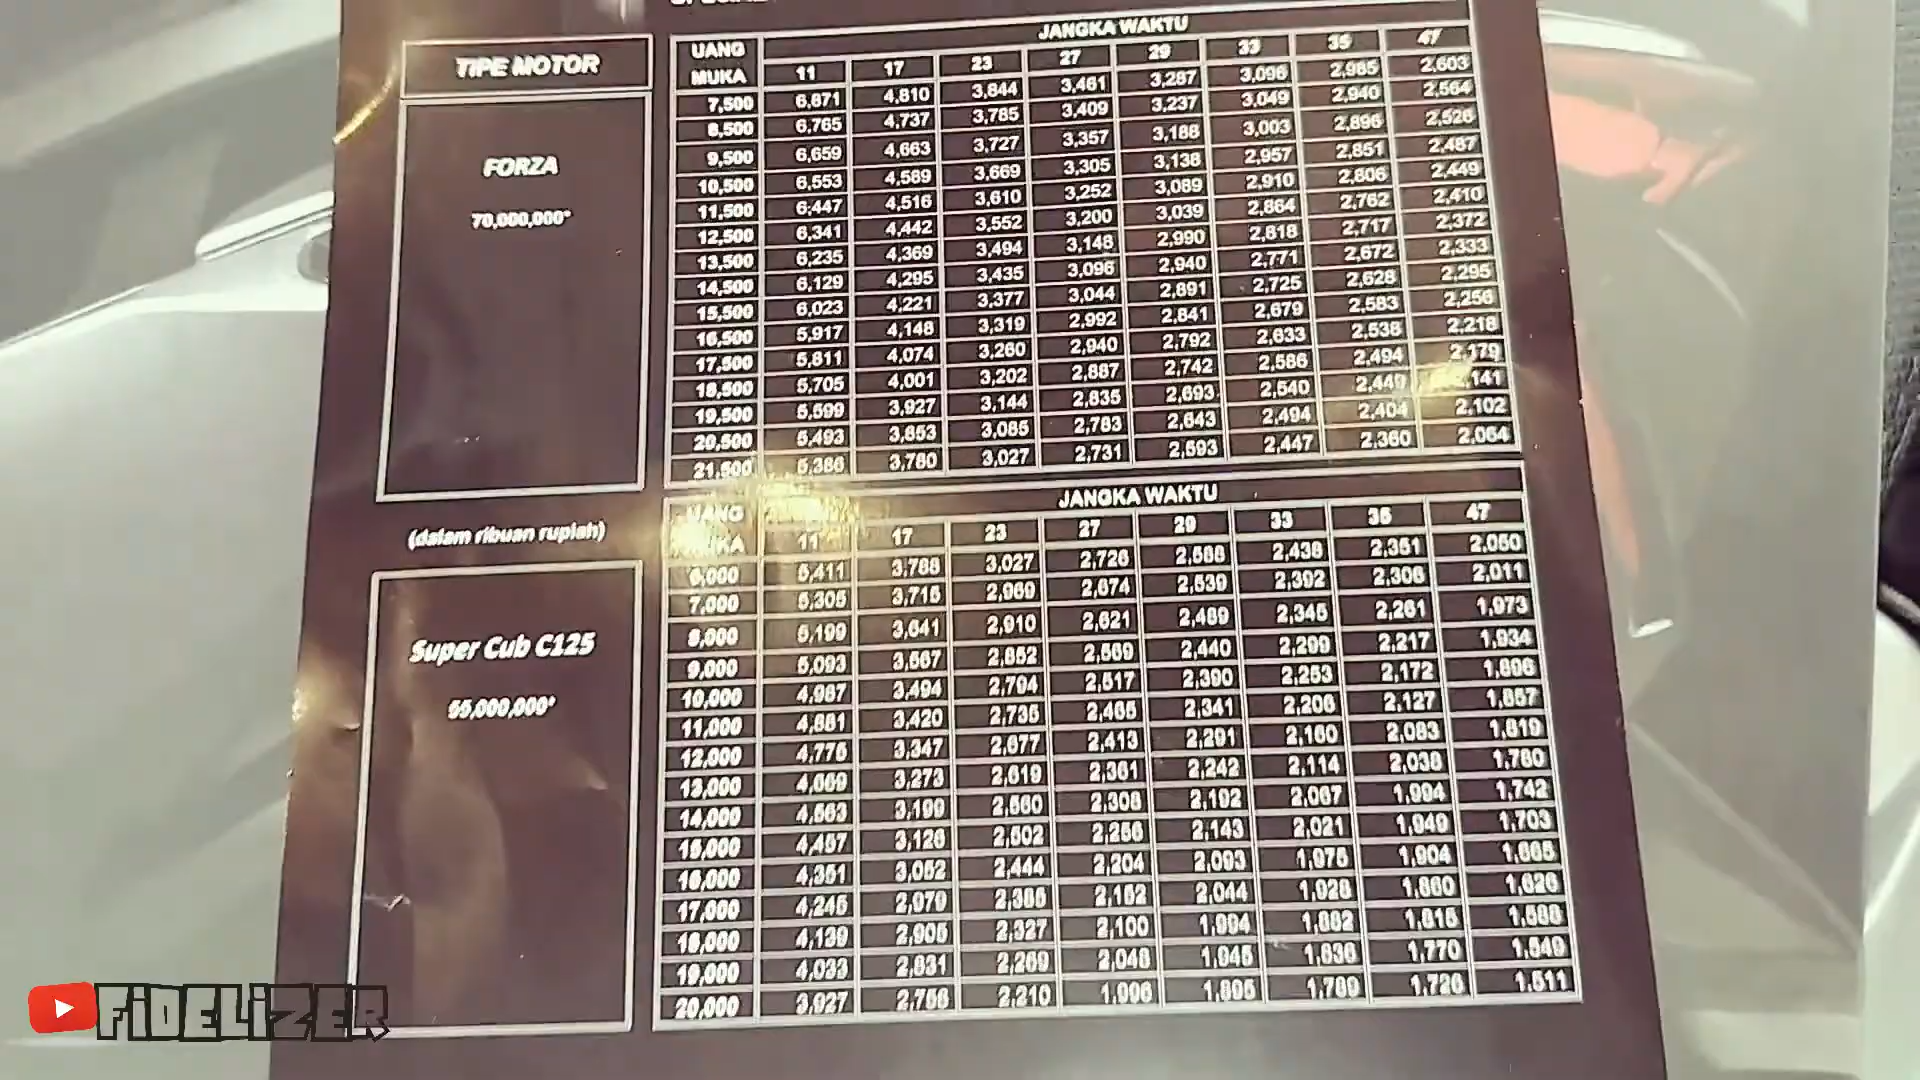 TIPE MOTOR
FORZA
70,000,000*
(dalam ribuan rupiah)
Super Cub C125
55,000,000*
UANG MUKA JANGKA WAKTU
11 17 23 27 29 33 35 47
7,500 6,871 4,810 3,844 3,461 3,287 3,096 2,985 2,603
8,500 6,765 4,737 3,785 3,409 3,237 3,049 2,940 2,564
9,500 6,659 4,663 3,727 3,357 3,188 3,003 2,896 2,526
10,500 6,553 4,589 3,669 3,305 3,138 2,957 2,851 2,487
11,500 6,447 4,516 3,610 3,252 3,089 2,910 2,806 2,449
12,500 6,341 4,442 3,552 3,200 3,039 2,864 2,762 2,410
13,500 6,235 4,369 3,494 3,148 2,990 2,818 2,717 2,372
14,500 6,129 4,295 3,435 3,096 2,940 2,771 2,672 2,333
15,500 6,023 4,221 3,377 3,044 2,891 2,725 2,628 2,295
16,500 5,917 4,148 3,319 2,992 2,841 2,679 2,583 2,256
17,500 5,811 4,074 3,260 2,940 2,792 2,633 2,538 2,218
18,500 5,705 4,001 3,202 2,887 2,742 2,586 2,494 2,179
19,500 5,599 3,927 3,144 2,835 2,693 2,540 2,449
20,500 5,493 3,853 3,085 2,783 2,643 2,494 2,404 2,102
21,500 5,386 3,780 3,027 2,731 2,593 2,447 2,360 2,064
UANG JANGKA WAKTU
11 17 23 27 29 33 35 47
6,000 5,411 3,788 3,027 2,726 2,588 2,438 2,351 2,050
7,000 5,305 3,715 2,969 2,674 2,539 2,392 2,306 2,011
8,000 5,199 3,641 2,910 2,621 2,489 2,345 2,261 1,973
9,000 5,093 3,567 2,852 2,569 2,440 2,299 2,217 1,934
10,000 4,987 3,494 2,794 2,517 2,390 2,253 2,172 1,896
11,000 4,881 3,420 2,735 2,465 2,341 2,206 2,127 1,857
12,000 4,775 3,347 2,677 2,413 2,291 2,160 2,083 1,819
13,000 4,669 3,273 2,619 2,361 2,242 2,114 2,038 1,780
14,000 4,563 3,199 2,560 2,308 2,192 2,067 1,994 1,742
15,000 4,457 3,126 2,502 2,256 2,143 2,021 1,949 1,703
16,000 4,351 3,052 2,444 2,204 2,093 1,975 1,904 1,665
17,000 4,245 2,979 2,385 2,152 2,044 1,928 1,860 1,626
18,000 4,139 2,905 2,327 2,100 1,994 1,882 1,815 1,588
19,000 4,033 2,831 2,269 2,048 1,945 1,836 1,770 1,549
20,000 3,927 2,758 2,210 1,996 1,895 1,789 1,726 1,511
FiDELiZER